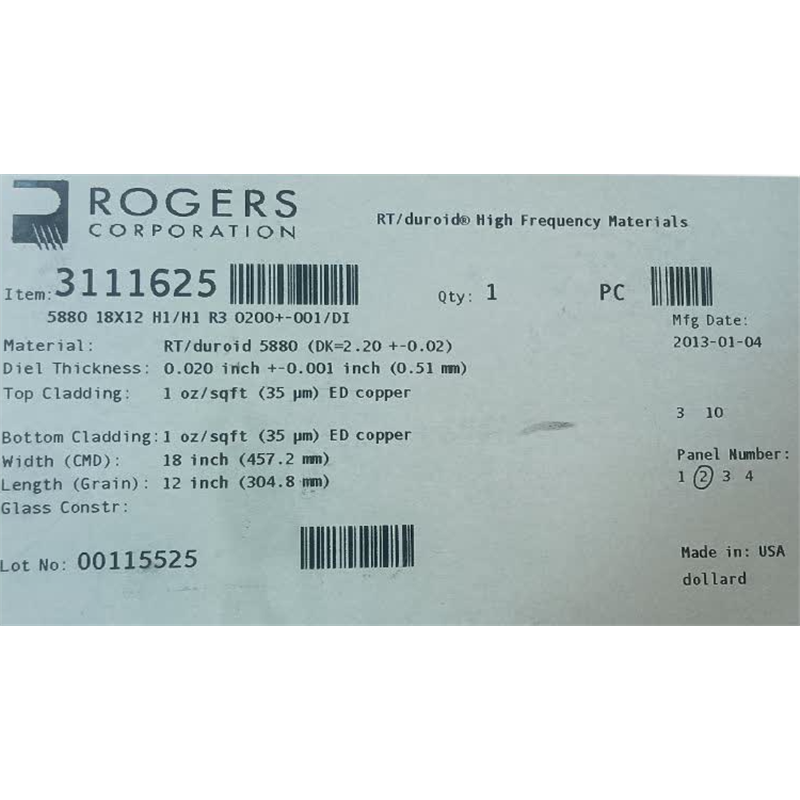 ROGERS
CORPORATION
RT/duroid® High Frequency Materials
Item: 3111625
Qty: 1 PC
5880 18X12 H1/H1 R3 0200+-001/DI
Mfg Date:
2013-01-04
Material: RT/duroid 5880 (DK=2.20 +-0.02)
Diel Thickness: 0.020 inch +-0.001 inch (0.51 mm)
Top Cladding: 1 oz/sqft (35 µm) ED copper
3 10
Bottom Cladding: 1 oz/sqft (35 µm) ED copper
Width (CMD): 18 inch (457.2 mm)
Panel Number:
Length (Grain): 12 inch (304.8 mm)
1 2 3 4
Glass Constr:
Lot No: 00115525
Made in: USA
dollard